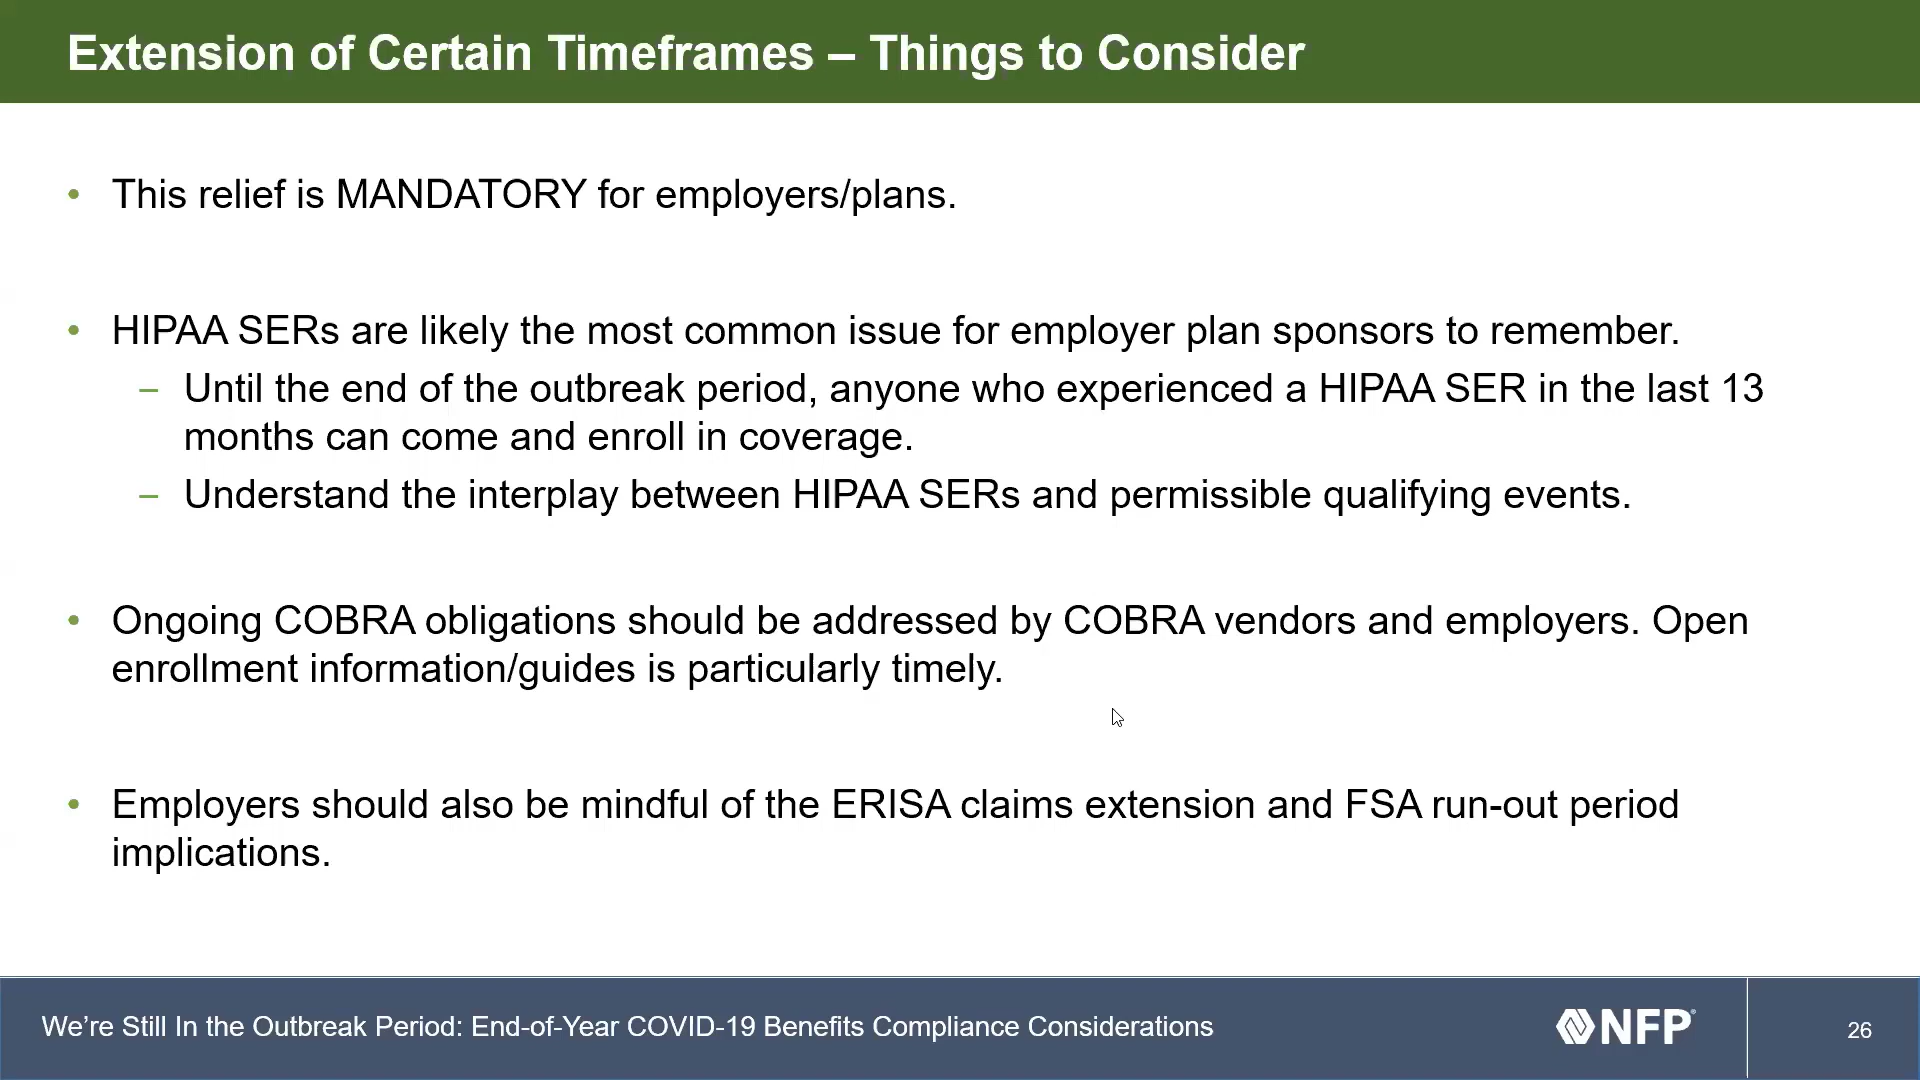 Extension of Certain Timeframes – Things to Consider
• This relief is MANDATORY for employers/plans.
• HIPAA SERs are likely the most common issue for employer plan sponsors to remember.
– Until the end of the outbreak period, anyone who experienced a HIPAA SER in the last 13
months can come and enroll in coverage.
– Understand the interplay between HIPAA SERs and permissible qualifying events.
• Ongoing COBRA obligations should be addressed by COBRA vendors and employers. Open
enrollment information/guides is particularly timely.
• Employers should also be mindful of the ERISA claims extension and FSA run-out period
implications.
We’re Still In the Outbreak Period: End-of-Year COVID-19 Benefits Compliance Considerations
NFP®
26